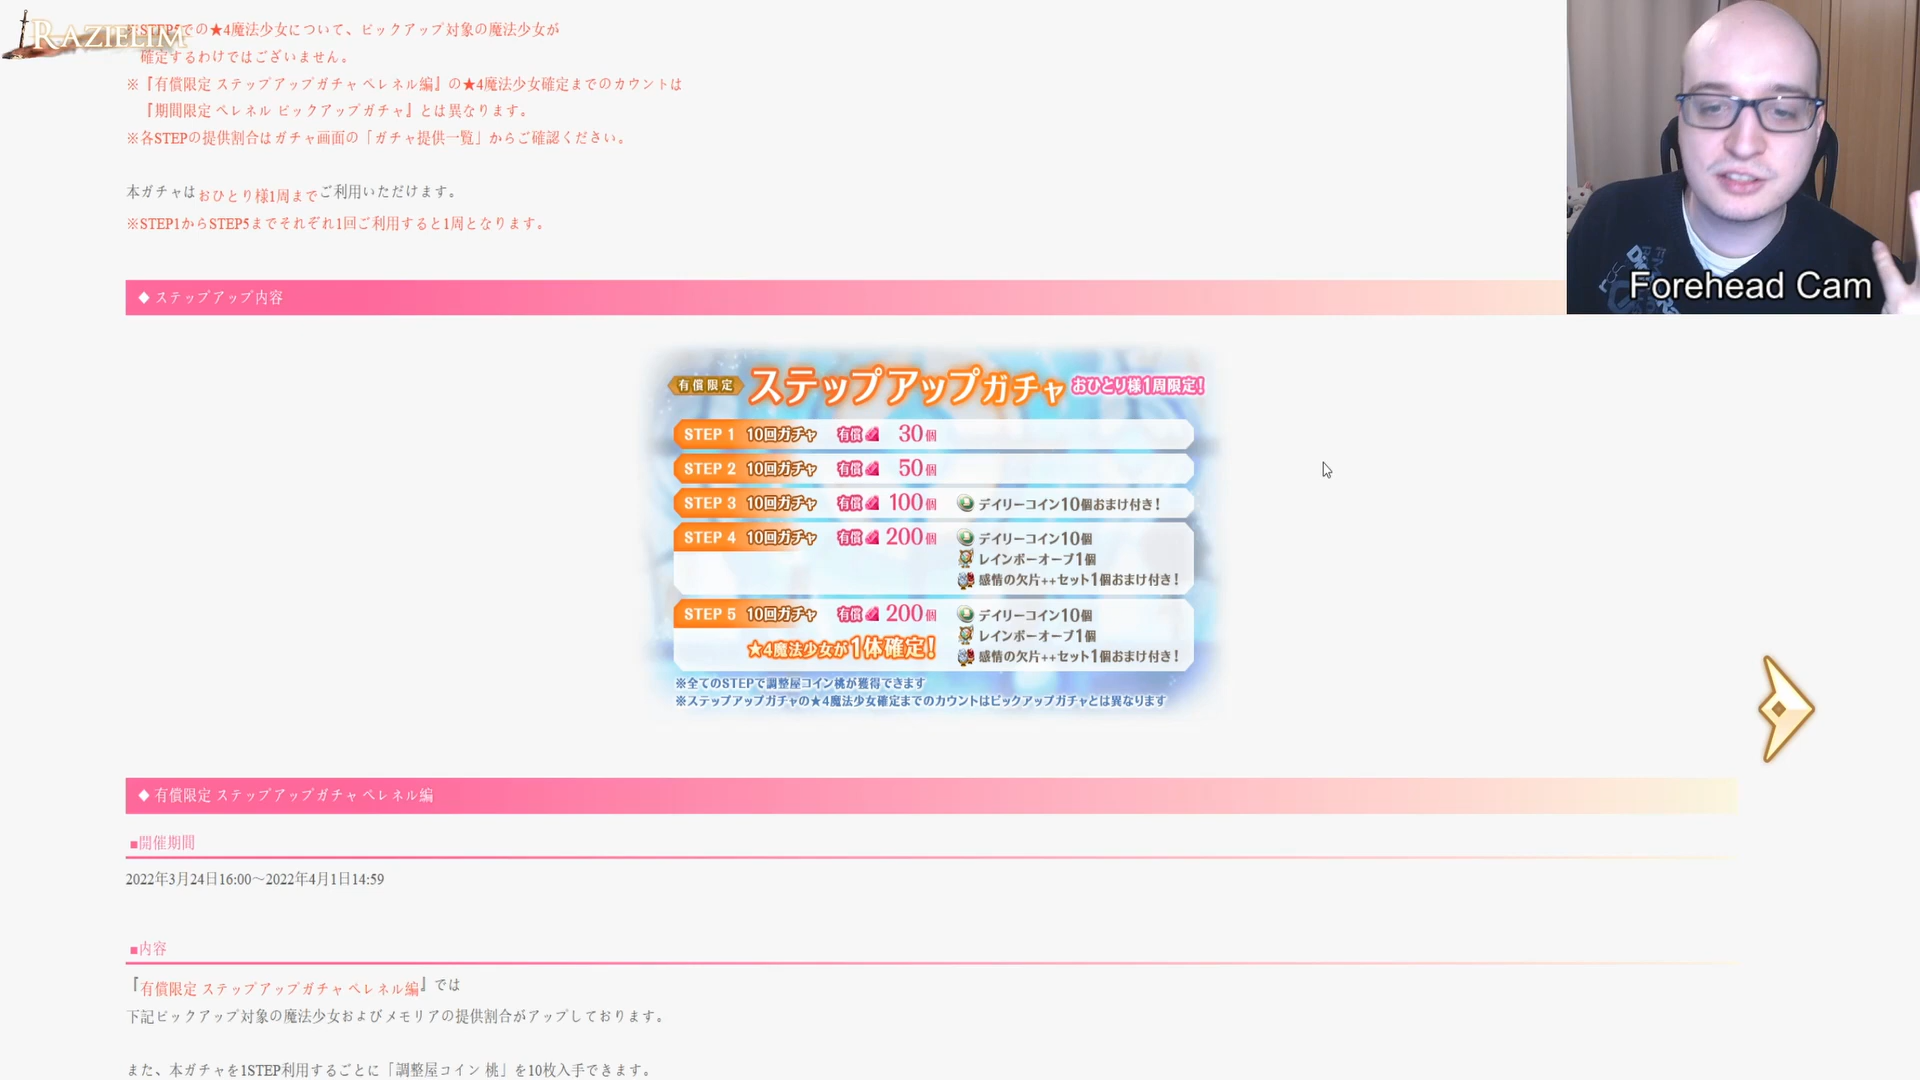 RAZIELIM
※STEP5での★4魔法少女について、ピックアップ対象の魔法少女が
確定するわけではございません。
※『有償限定 ステップアップガチャ ペレネル編』の★4魔法少女確定までのカウントは
『期間限定 ペレネル ピックアップガチャ』とは異なります。
※各STEPの提供割合はガチャ画面の「ガチャ提供一覧」からご確認ください。
本ガチャはおひとり様1周までご利用いただけます。
※STEP1からSTEP5までそれぞれ1回ご利用すると1周となります。
Forehead Cam
◆ ステップアップ内容
有償限定 ステップアップガチャ おひとり様1周限定!
STEP 1 10回ガチャ 有償 30個
STEP 2 10回ガチャ 有償 50個
STEP 3 10回ガチャ 有償 100個 デイリーコイン10個おまけ付き!
STEP 4 10回ガチャ 有償 200個 デイリーコイン10個
レインボーオーブ1個
感情の欠片++セット1個おまけ付き!
STEP 5 10回ガチャ 有償 200個 デイリーコイン10個
★4魔法少女が1体確定! レインボーオーブ1個
感情の欠片++セット1個おまけ付き!
※全てのSTEPで調整屋コイン桃が獲得できます
※ステップアップガチャの★4魔法少女確定までのカウントはピックアップガチャとは異なります
◆ 有償限定 ステップアップガチャ ペレネル編
■開催期間
2022年3月24日16:00～2022年4月1日14:59
■内容
『有償限定 ステップアップガチャ ペレネル編』では
下記ピックアップ対象の魔法少女およびメモリアの提供割合がアップしております。
また、本ガチャを1STEP利用するごとに「調整屋コイン 桃」を10枚入手できます。